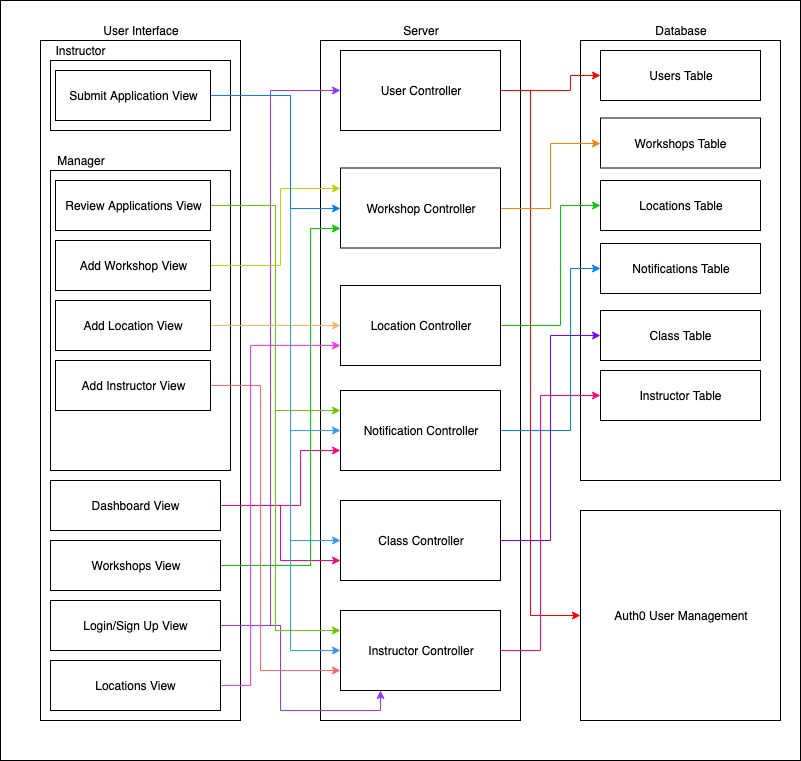 User Interface
Instructor
Submit Application View
Manager
Review Applications View
Add Workshop View
Add Location View
Add Instructor View
Dashboard View
Workshops View
Login/Sign Up View
Locations View
Server
User Controller
Workshop Controller
Location Controller
Notification Controller
Class Controller
Instructor Controller
Database
Users Table
Workshops Table
Locations Table
Notifications Table
Class Table
Instructor Table
Auth0 User Management